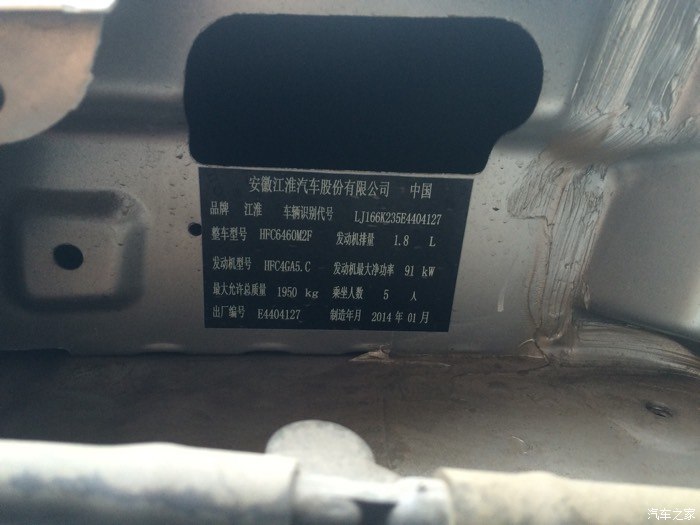 安徽江淮汽车股份有限公司 中国
品牌 江淮 车辆识别代号 LJ166K235E4404127
整车型号 HFC6460M2F 发动机排量 1.8 L
发动机型号 HFC4GA5.C 发动机最大净功率 91 kW
最大允许总质量 1950 kg 乘坐人数 5 人
出厂编号 E4404127 制造年月 2014 年 01 月
汽车之家